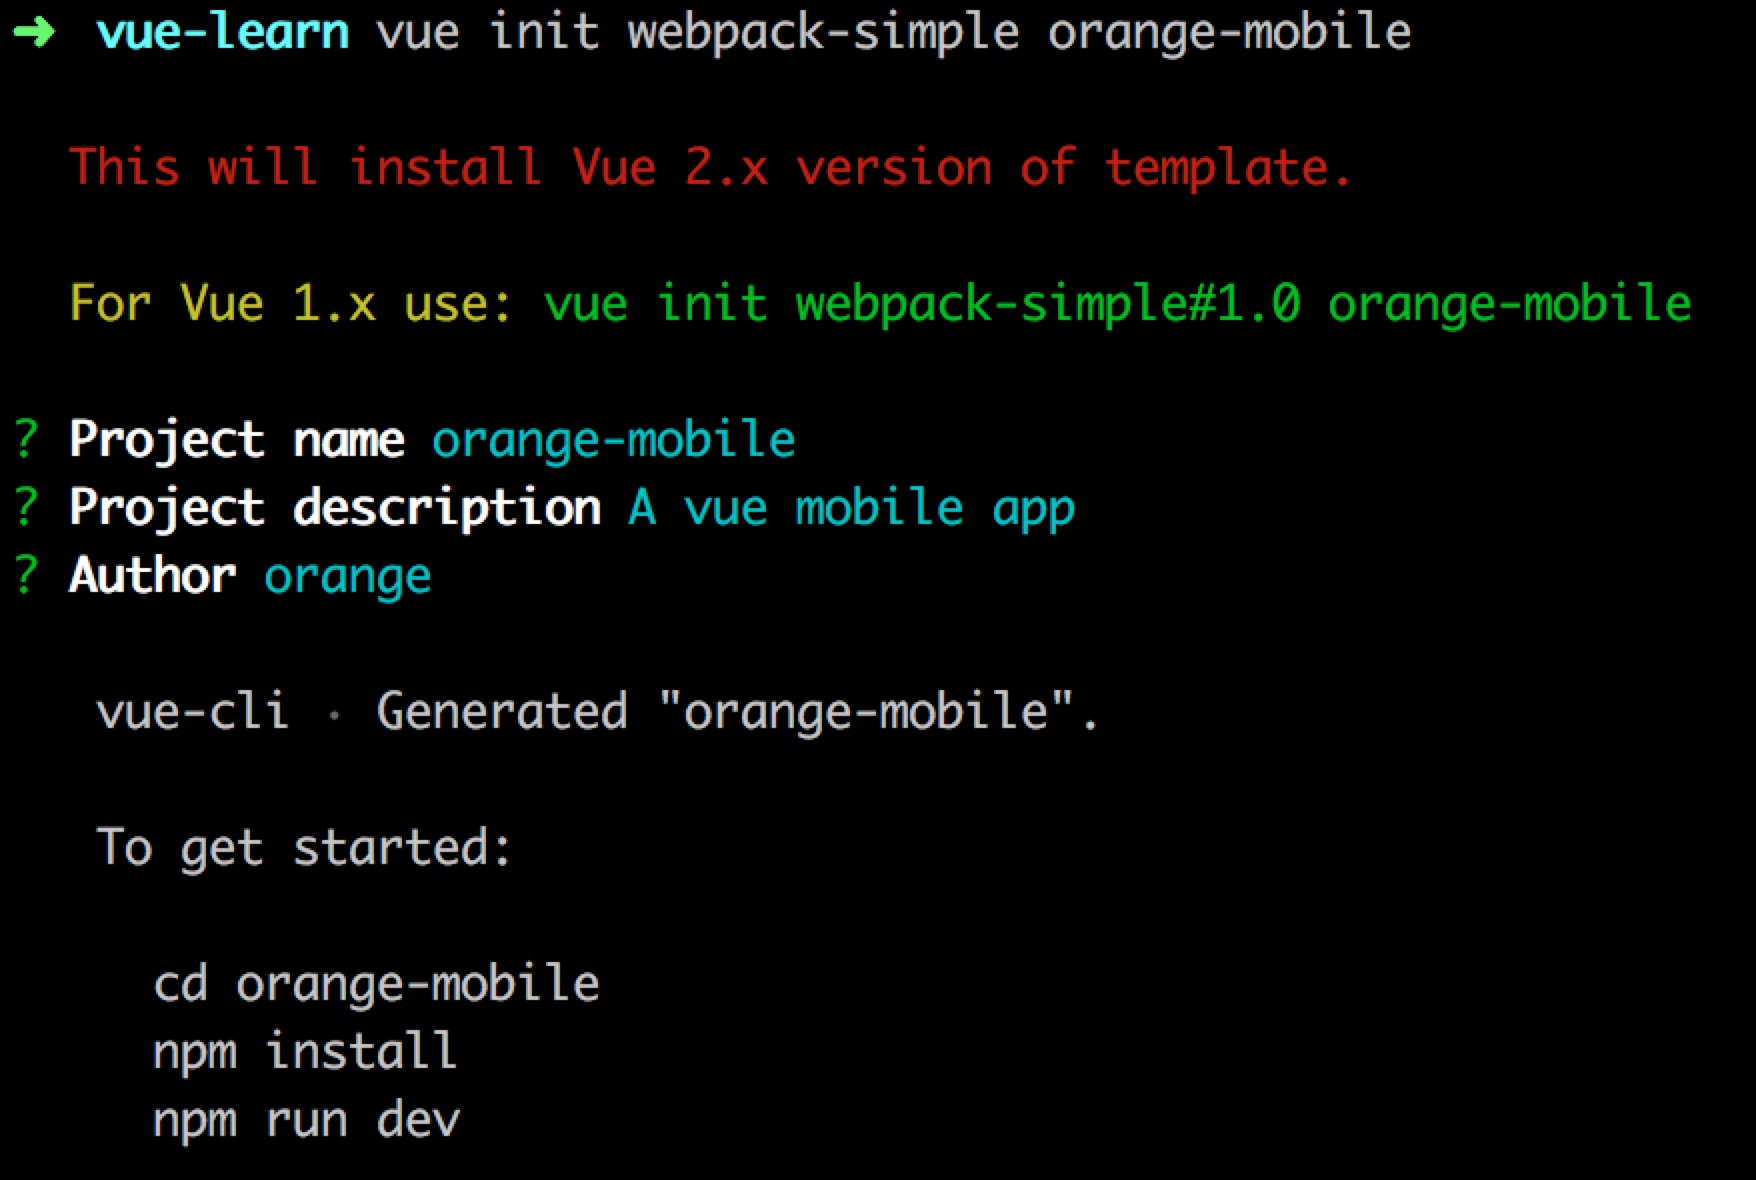 ➜ vue-learn vue init webpack-simple orange-mobile
This will install Vue 2.x version of template.
For Vue 1.x use: vue init webpack-simple#1.0 orange-mobile
? Project name orange-mobile
? Project description A vue mobile app
? Author orange
vue-cli · Generated "orange-mobile".
To get started:
cd orange-mobile
npm install
npm run dev